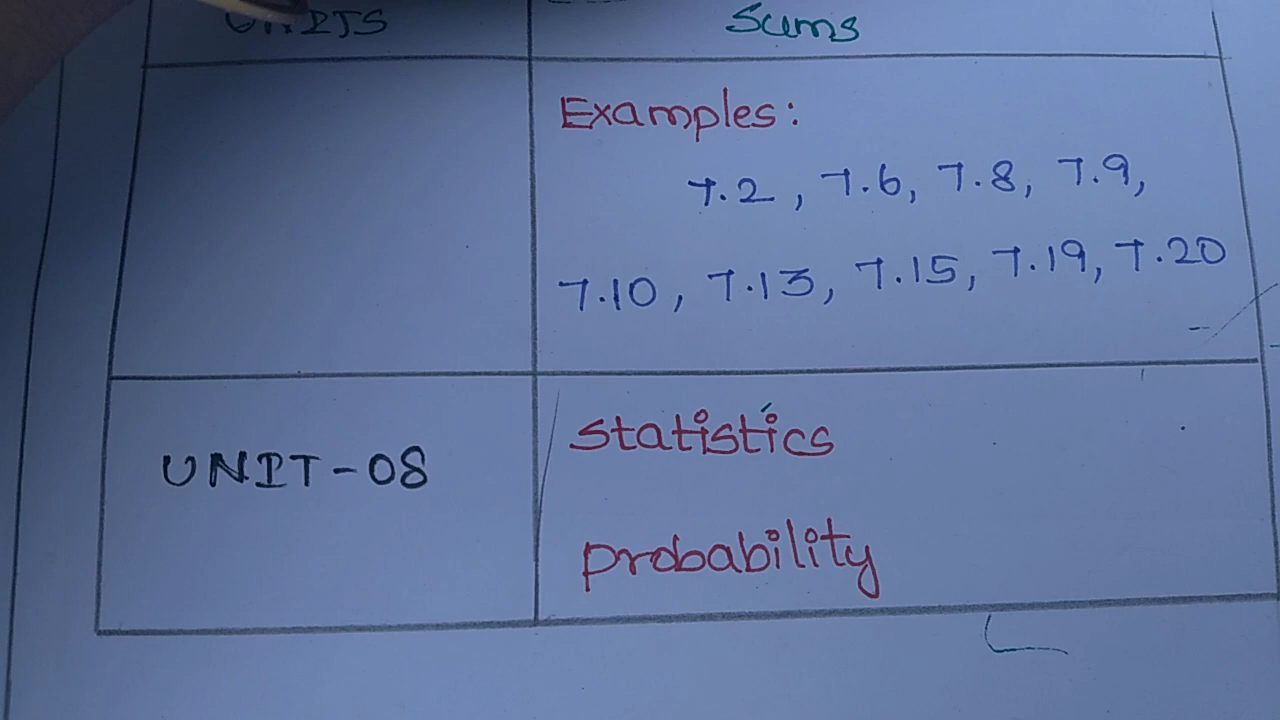 UNITS
Sums
Examples:
7.2, 7.6, 7.8, 7.9,
7.10, 7.13, 7.15, 7.19, 7.20
UNIT-08
Statistics
probability